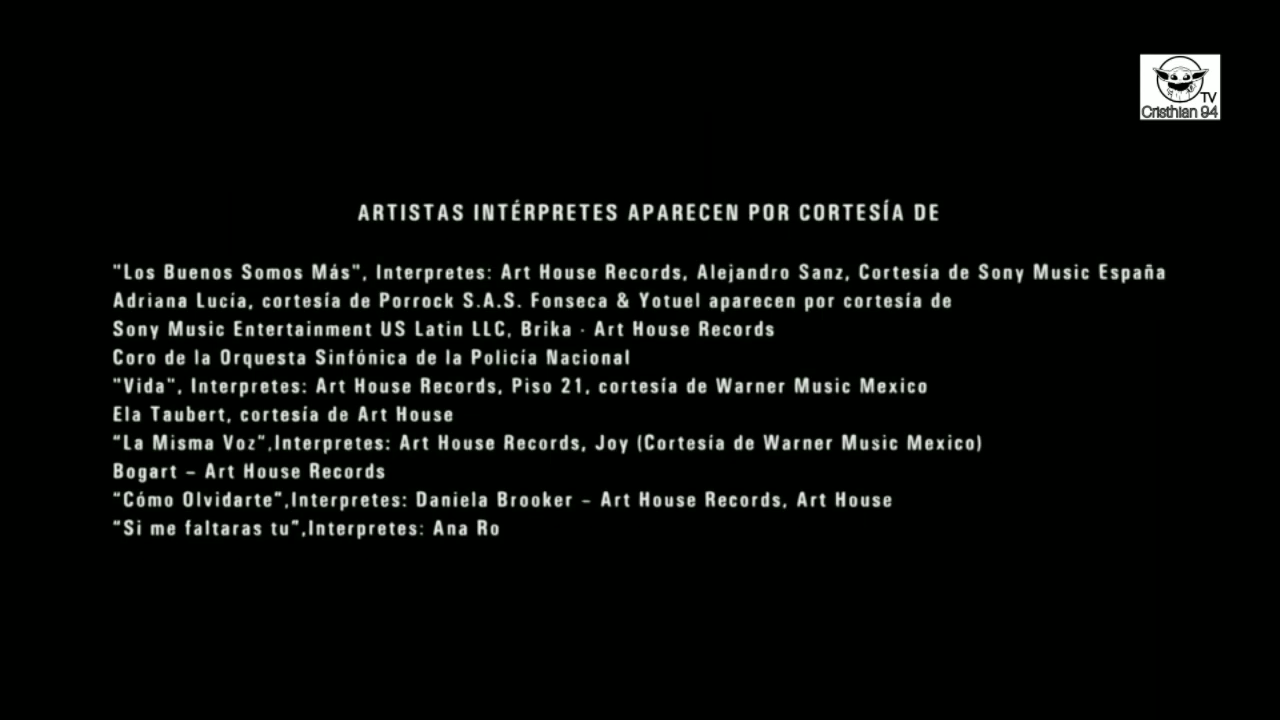 TV
Cristhian 94
ARTISTAS INTÉRPRETES APARECEN POR CORTESÍA DE
"Los Buenos Somos Más", Interpretes: Art House Records, Alejandro Sanz, Cortesía de Sony Music España
Adriana Lucía, cortesía de Porrock S.A.S. Fonseca & Yotuel aparecen por cortesía de
Sony Music Entertainment US Latin LLC, Brika · Art House Records
Coro de la Orquesta Sinfónica de la Policía Nacional
"Vida", Interpretes: Art House Records, Piso 21, cortesía de Warner Music Mexico
Ela Taubert, cortesía de Art House
“La Misma Voz”,Interpretes: Art House Records, Joy (Cortesía de Warner Music Mexico)
Bogart – Art House Records
“Cómo Olvidarte”,Interpretes: Daniela Brooker – Art House Records, Art House
“Si me faltaras tu”,Interpretes: Ana Ro